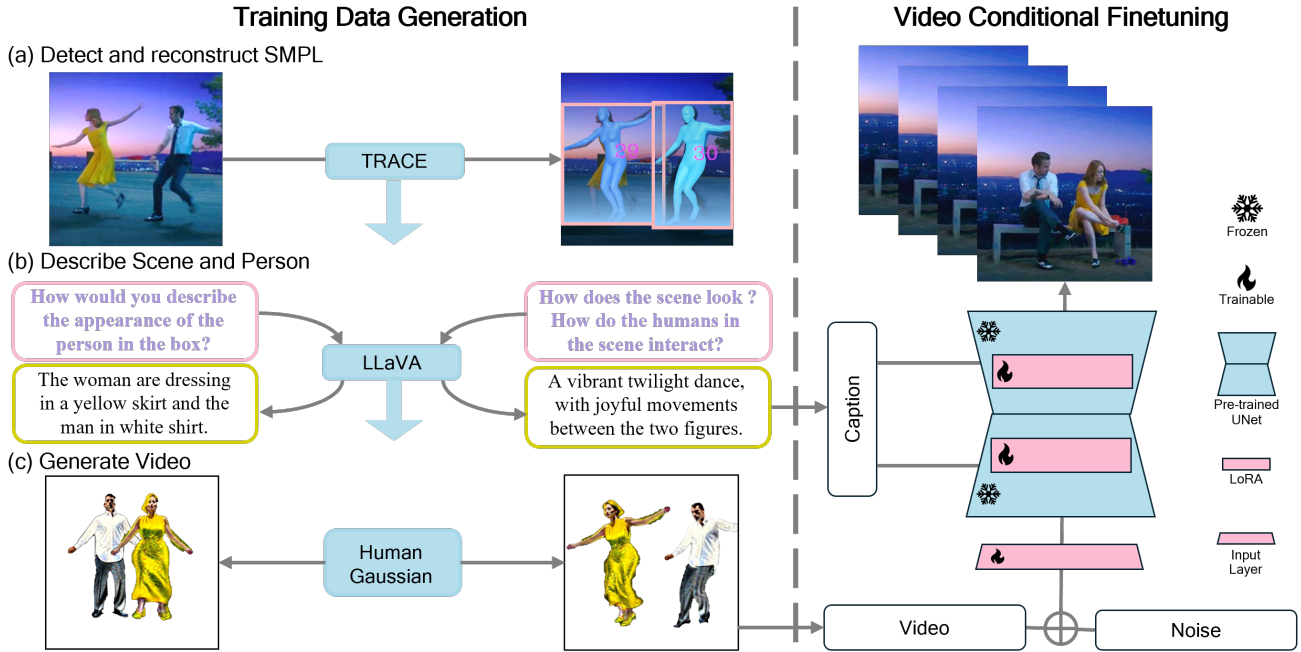 Training Data Generation
Video Conditional Finetuning
(a) Detect and reconstruct SMPL
TRACE
30
(b) Describe Scene and Person
How would you describe
the appearance of the
person in the box?
How does the scene look ?
How do the humans in
the scene interact?
LLaVA
The woman are dressing
in a yellow skirt and the
man in white shirt.
A vibrant twilight dance,
with joyful movements
between the two figures.
(c) Generate Video
Human
Gaussian
Caption
Video
Noise
Frozen
Trainable
Pre-trained
UNet
LoRA
Input
Layer